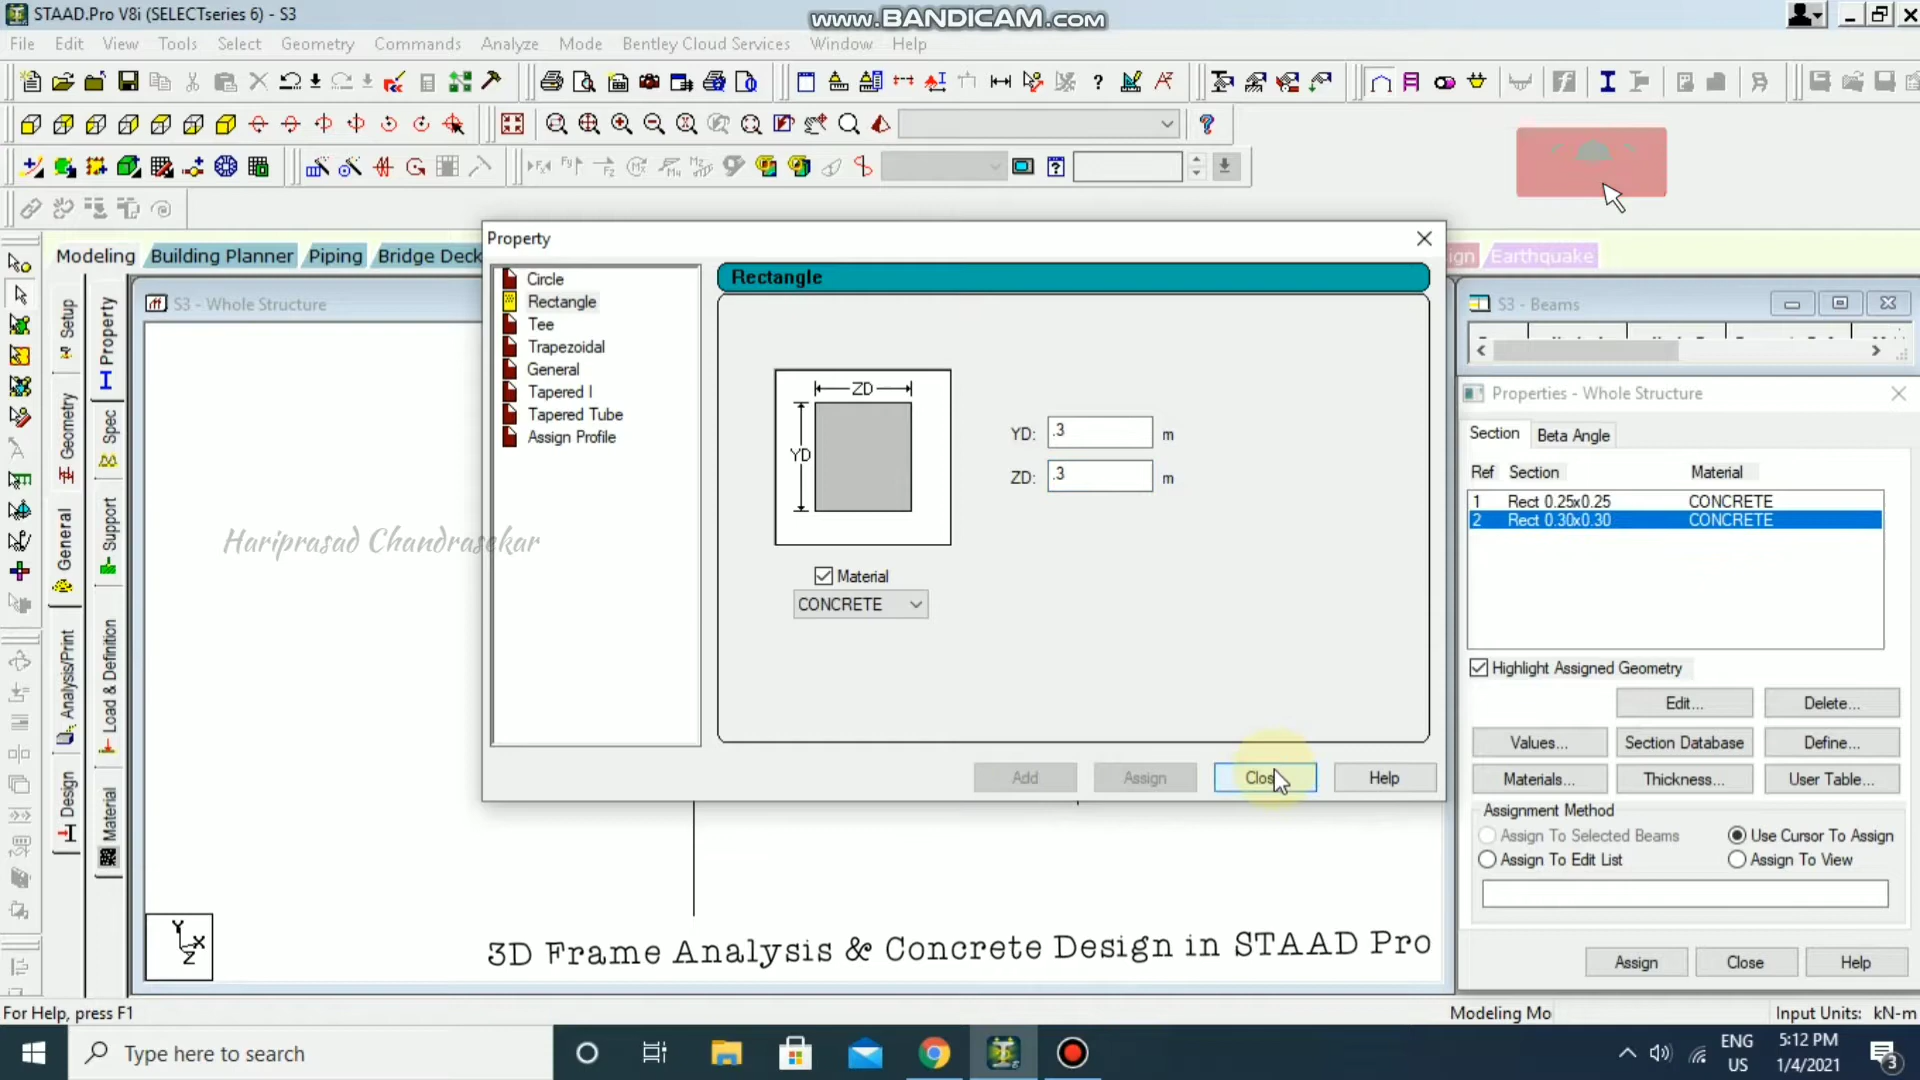 STAAD.Pro V8i (SELECTseries 6) - S3
www.BANDICAM.com
File Edit View Tools Select Geometry Commands Analyze Mode Bentley Cloud Services Window Help
Modeling Building Planner Piping Bridge Deck Earthquake
Property
Circle
Rectangle
Tee
Trapezoidal
General
Tapered I
Tapered Tube
Assign Profile
Rectangle
ZD
YD
YD: .3 m
ZD: .3 m
Material
CONCRETE
Add Assign Help
S3 - Whole Structure
Setup
Geometry
General
Analysis/Print
Design
Property
Spec
Support
Load & Definition
Material
Hariprasad Chandrasekar
S3 - Beams
Properties - Whole Structure
Section Beta Angle
Ref Section Material
1 Rect 0.25x0.25 CONCRETE
2 Rect 0.30x0.30 CONCRETE
Highlight Assigned Geometry
Edit... Delete...
Values... Section Database Define...
Materials... Thickness... User Table...
Assignment Method
Assign To Selected Beams Use Cursor To Assign
Assign To Edit List Assign To View
Assign Close Help
Y
X
Z
3D Frame Analysis & Concrete Design in STAAD Pro
For Help, press F1
Modeling Mo
Input Units: kN-m
Type here to search
ENG
US
5:12 PM
1/4/2021
3